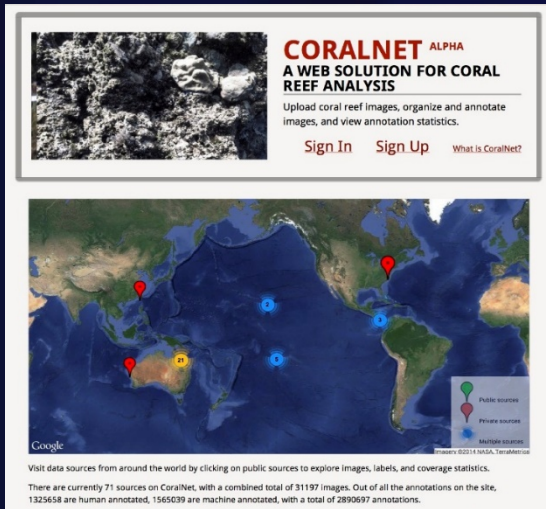 CORALNET ALPHA
A WEB SOLUTION FOR CORAL
REEF ANALYSIS
Upload coral reef images, organize and annotate
images, and view annotation statistics.
Sign In Sign Up What is CoralNet?
2
3
21
5
Public sources
Private sources
Multiple sources
Google
Imagery ©2014 NASA, TerraMetrics
Visit data sources from around the world by clicking on public sources to explore images, labels, and coverage statistics.
There are currently 71 sources on CoralNet, with a combined total of 31197 images. Out of all the annotations on the site,
1325658 are human annotated, 1565039 are machine annotated, with a total of 2890697 annotations.